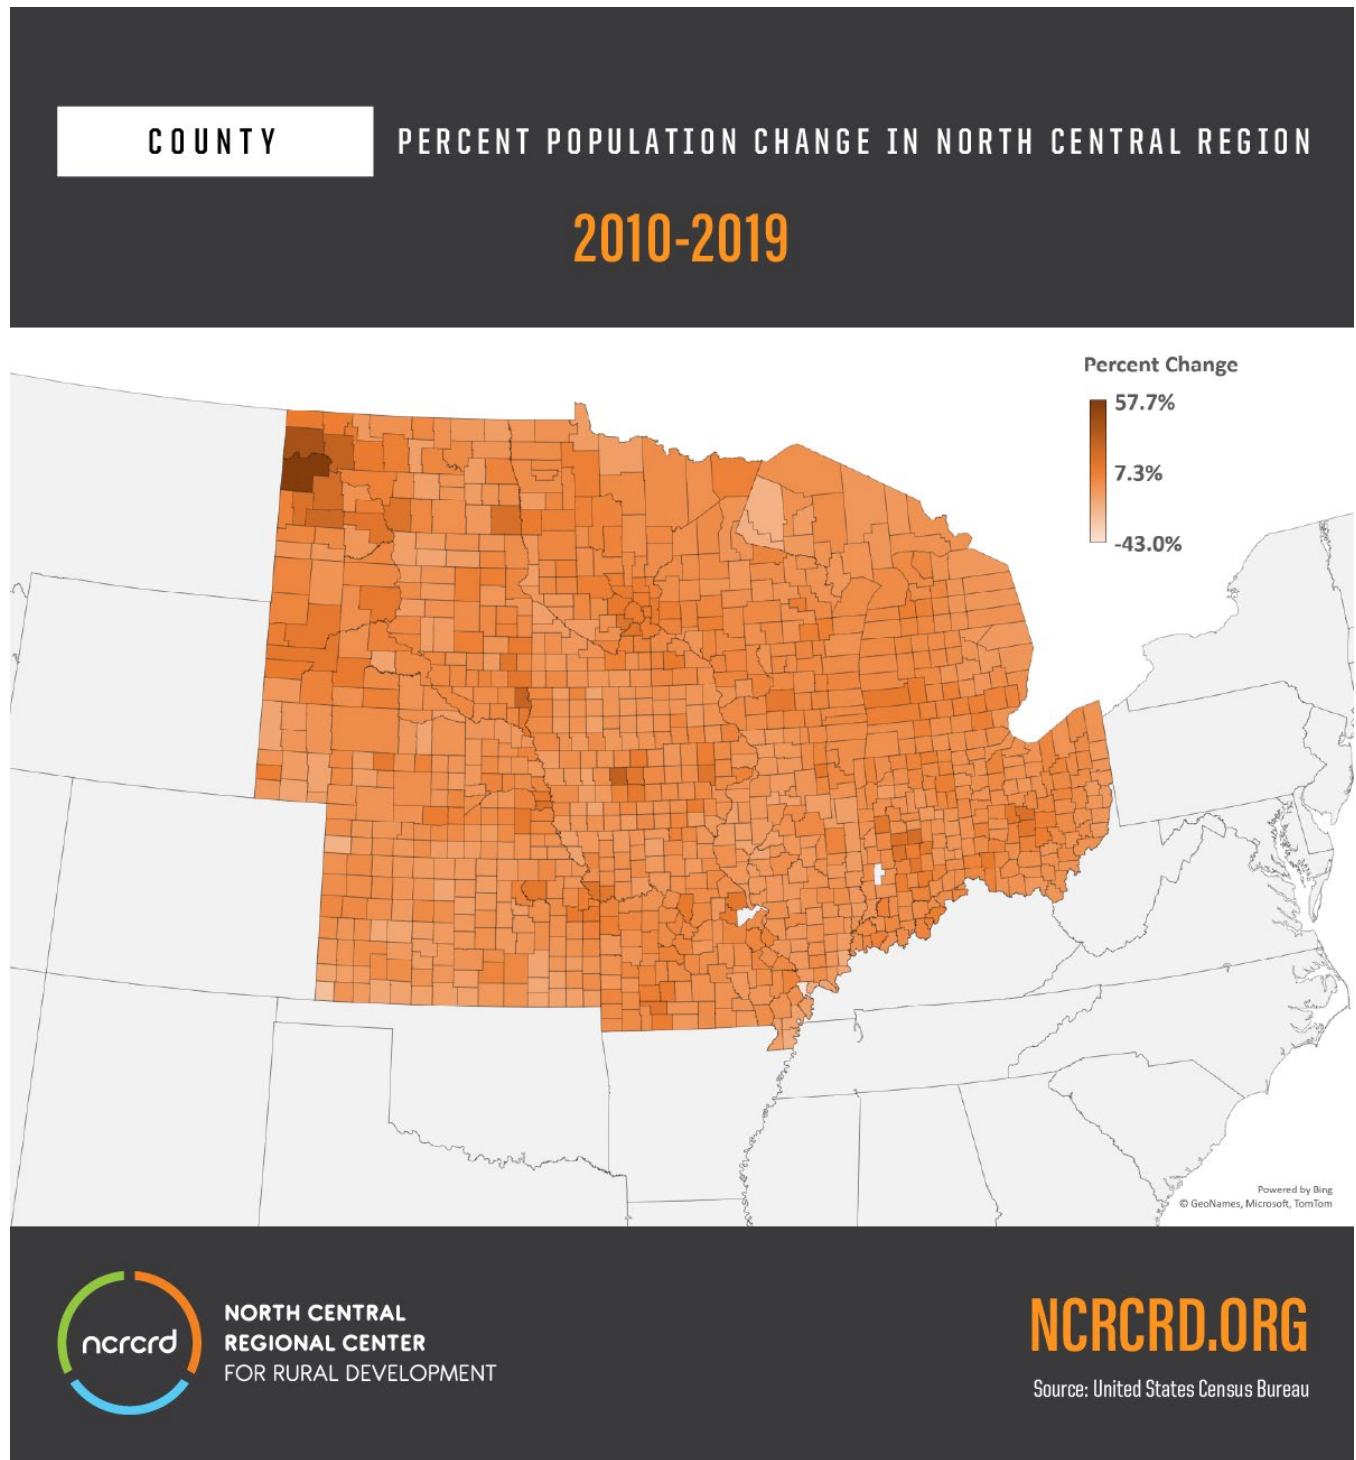 COUNTY PERCENT POPULATION CHANGE IN NORTH CENTRAL REGION
2010-2019
Percent Change
57.7%
7.3%
-43.0%
Powered by Bing
© GeoNames, Microsoft, TomTom
ncrcrd
NORTH CENTRAL
REGIONAL CENTER
FOR RURAL DEVELOPMENT
NCRCRD.ORG
Source: United States Census Bureau